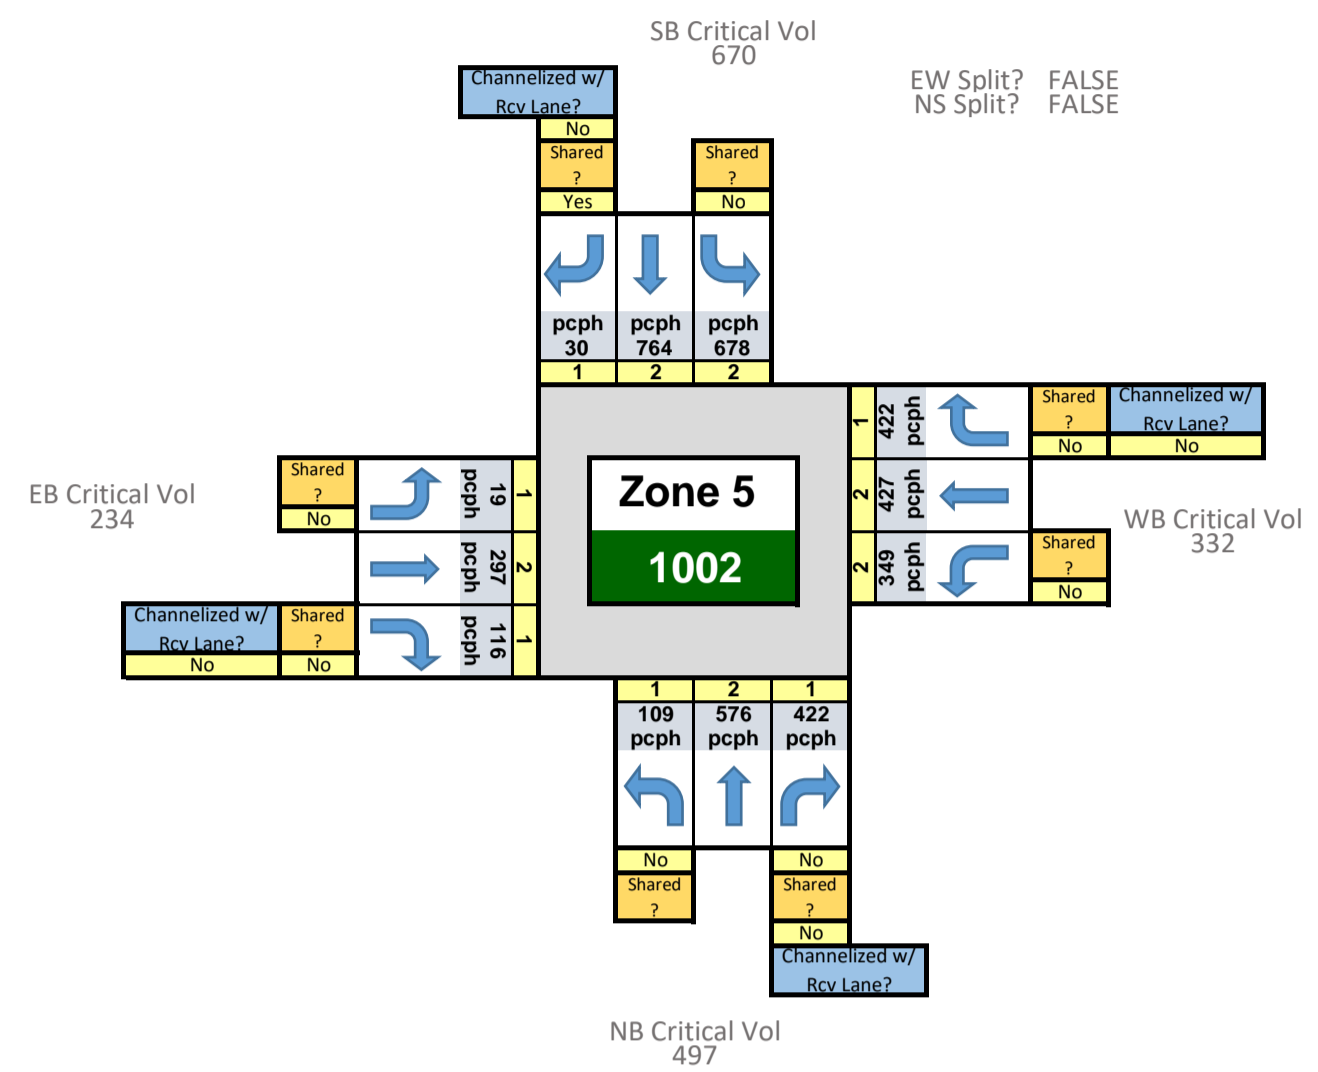 SB Critical Vol
670
EW Split? FALSE
NS Split? FALSE
Channelized w/
Rcv Lane?
No
Shared
?
Yes
Shared
?
No
pcph
30
pcph
764
pcph
678
1
2
2
1
422
pcph
Shared
?
No
Channelized w/
Rcv Lane?
No
2
427
pcph
2
349
pcph
Shared
?
No
WB Critical Vol
332
EB Critical Vol
234
Shared
?
No
pcph
19
1
pcph
297
2
Channelized w/
Rcv Lane?
No
Shared
?
No
pcph
116
1
Zone 5
1002
1
2
1
109
pcph
576
pcph
422
pcph
No
Shared
?
No
Shared
?
No
Channelized w/
Rcv Lane?
NB Critical Vol
497